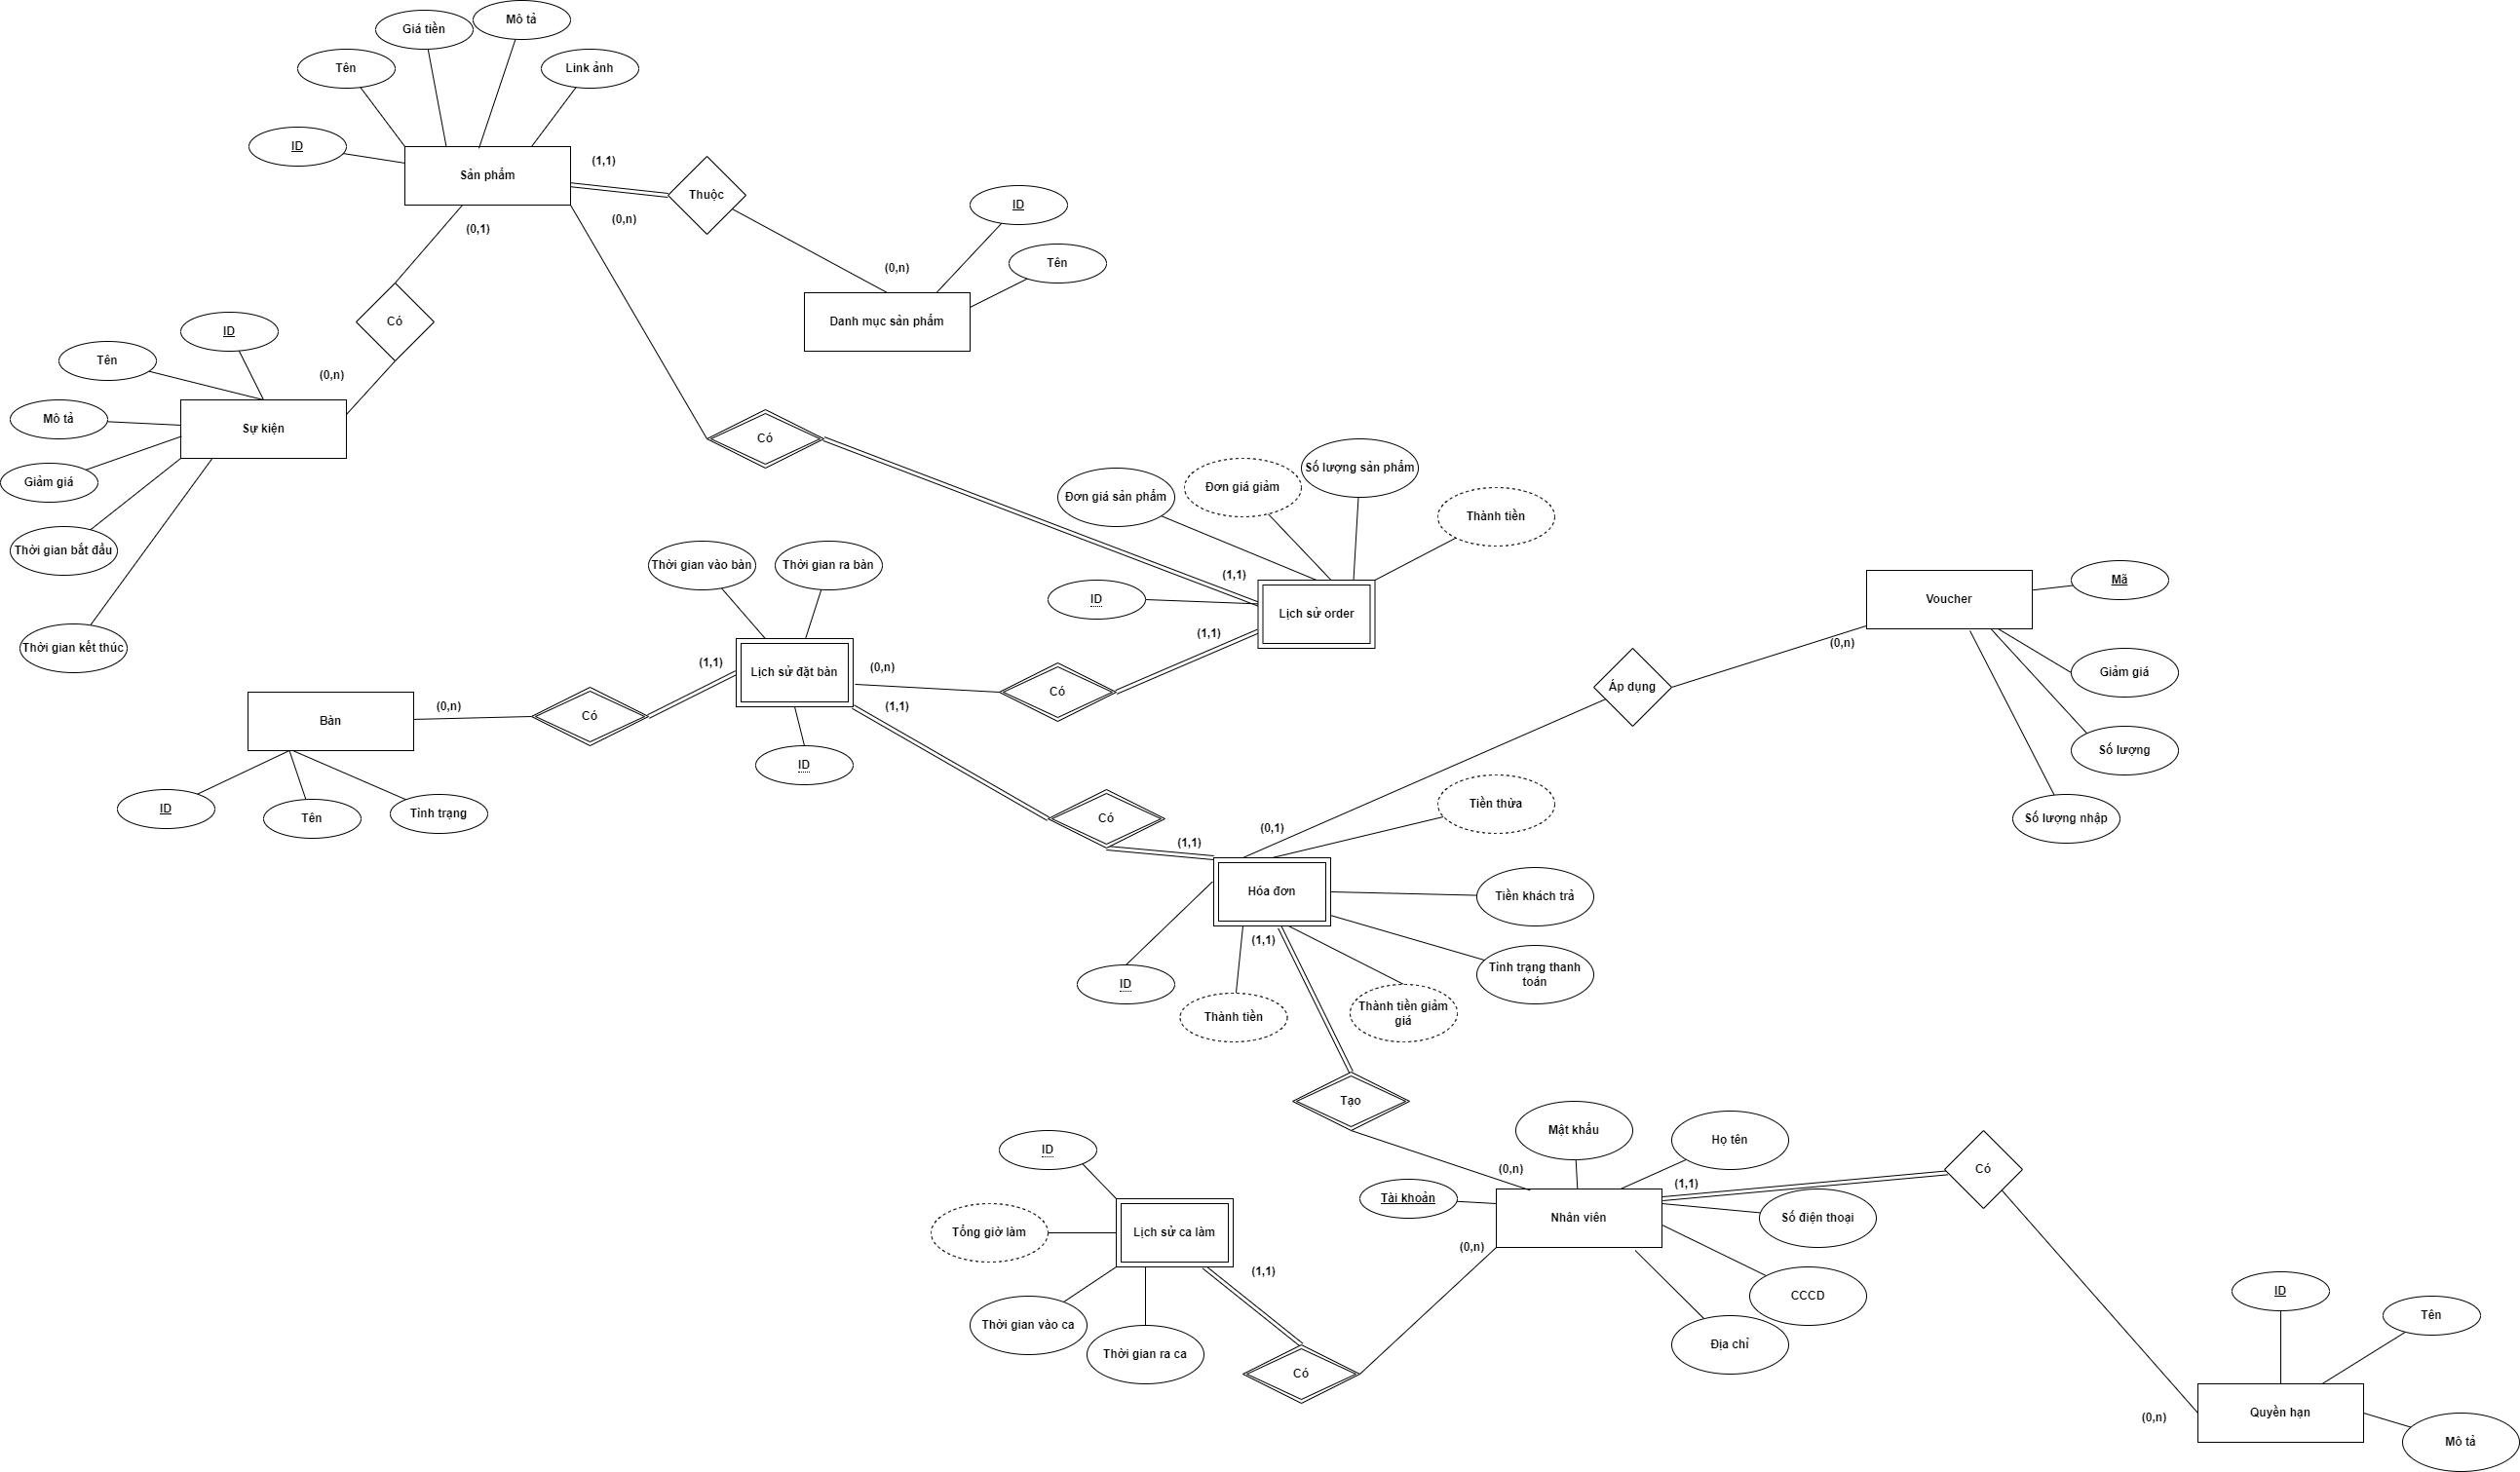 Mô tả
Giá tiền
Tên
Link ảnh
ID
(1,1)
Sản phẩm
Thuộc
ID
(0,n)
(0,1)
Tên
(0,n)
Có
Danh mục sản phẩm
ID
Tên
(0,n)
Mô tả
Sự kiện
Có
Giảm giá
Số lượng sản phẩm
Đơn giá giảm
Đơn giá sản phẩm
Thành tiền
Thời gian bắt đầu
Thời gian vào bàn
Thời gian ra bàn
(1,1)
Mã
ID
Lịch sử order
Voucher
(1,1)
Thời gian kết thúc
(1,1)
Lịch sử đặt bàn
(0,n)
(0,n)
Giảm giá
Áp dụng
Có
(0,n)
(1,1)
Có
Bàn
Số lượng
ID
ID
Tên
Tình trạng
Có
Tiền thừa
Số lượng nhập
(0,1)
(1,1)
Hóa đơn
Tiền khách trả
(1,1)
Tình trạng thanh
toán
ID
Thành tiền
Thành tiền giảm
giá
Tạo
Mật khẩu
Họ tên
ID
(0,n)
Có
(1,1)
Tài khoản
Nhân viên
Số điện thoại
Tổng giờ làm
Lịch sử ca làm
(0,n)
(1,1)
CCCD
ID
Thời gian vào ca
Tên
Thời gian ra ca
Địa chỉ
Có
(0,n)
Quyền hạn
Mô tả